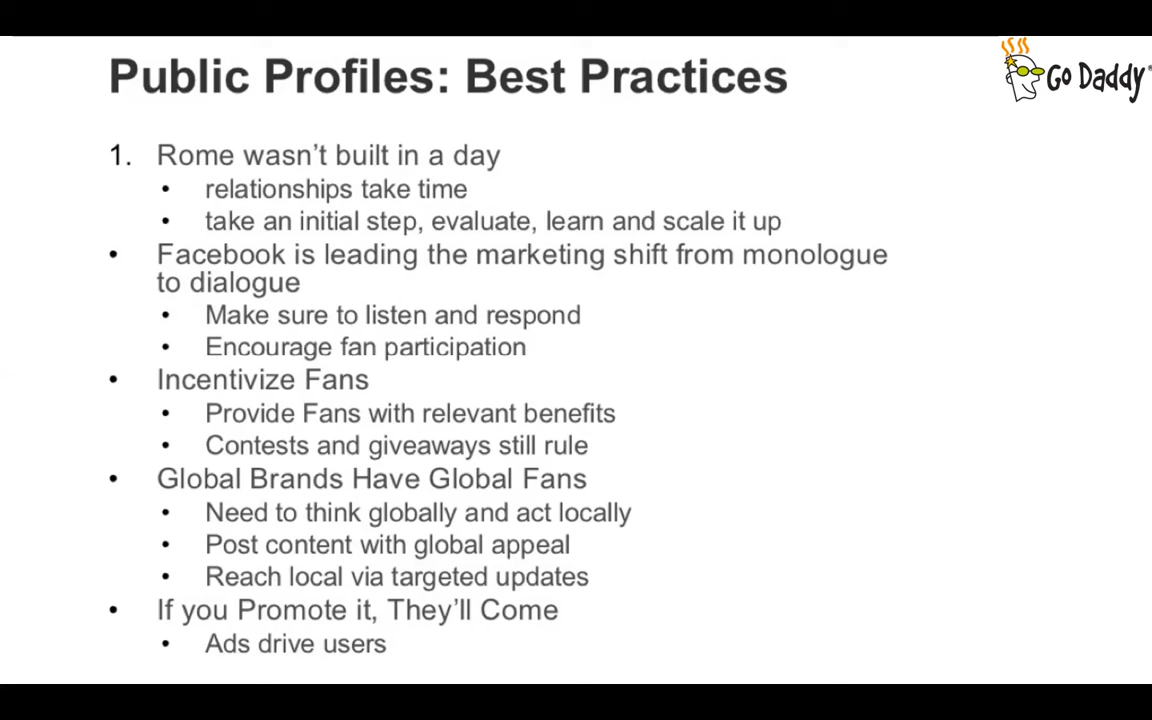 Public Profiles: Best Practices
Go Daddy®
1. Rome wasn't built in a day
• relationships take time
• take an initial step, evaluate, learn and scale it up
• Facebook is leading the marketing shift from monologue
to dialogue
• Make sure to listen and respond
• Encourage fan participation
• Incentivize Fans
• Provide Fans with relevant benefits
• Contests and giveaways still rule
• Global Brands Have Global Fans
• Need to think globally and act locally
• Post content with global appeal
• Reach local via targeted updates
• If you Promote it, They'll Come
• Ads drive users